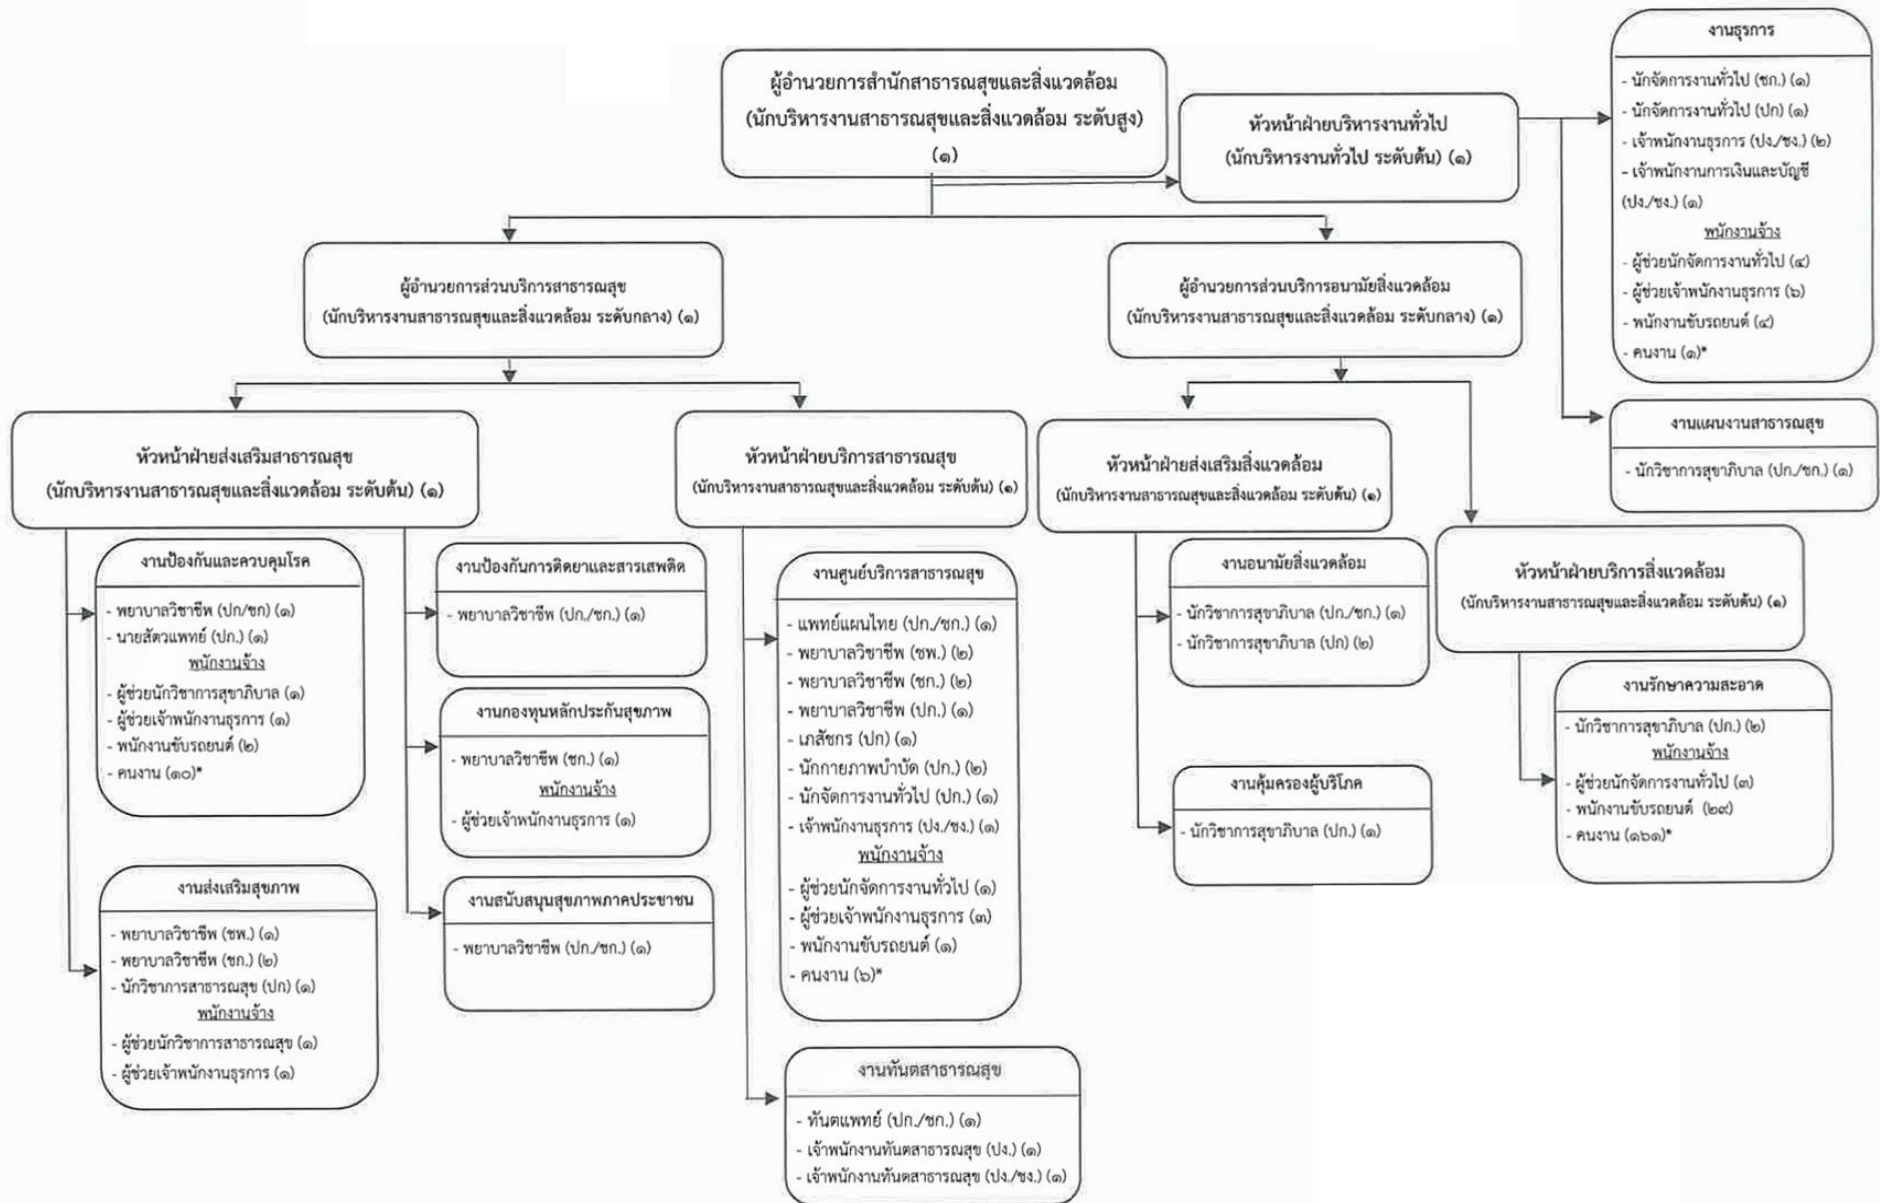 ผู้อำนวยการสำนักสาธารณสุขและสิ่งแวดล้อม
(นักบริหารงานสาธารณสุขและสิ่งแวดล้อม ระดับสูง)
(๑)
หัวหน้าฝ่ายบริหารงานทั่วไป
(นักบริหารงานทั่วไป ระดับต้น) (๑)
งานธุรการ
- นักจัดการงานทั่วไป (ชก.) (๑)
- นักจัดการงานทั่วไป (ปก) (๑)
- เจ้าพนักงานธุรการ (ปง./ชง.) (๒)
- เจ้าพนักงานการเงินและบัญชี
(ปง./ชง.) (๑)
พนักงานจ้าง
- ผู้ช่วยนักจัดการงานทั่วไป (๔)
- ผู้ช่วยเจ้าพนักงานธุรการ (๖)
- พนักงานขับรถยนต์ (๔)
- คนงาน (๑)*
งานแผนงานสาธารณสุข
- นักวิชาการสุขาภิบาล (ปก./ชก.) (๑)
ผู้อำนวยการส่วนบริการสาธารณสุข
(นักบริหารงานสาธารณสุขและสิ่งแวดล้อม ระดับกลาง) (๑)
ผู้อำนวยการส่วนบริการอนามัยสิ่งแวดล้อม
(นักบริหารงานสาธารณสุขและสิ่งแวดล้อม ระดับกลาง) (๑)
หัวหน้าฝ่ายส่งเสริมสาธารณสุข
(นักบริหารงานสาธารณสุขและสิ่งแวดล้อม ระดับต้น) (๑)
หัวหน้าฝ่ายบริการสาธารณสุข
(นักบริหารงานสาธารณสุขและสิ่งแวดล้อม ระดับต้น) (๑)
หัวหน้าฝ่ายส่งเสริมสิ่งแวดล้อม
(นักบริหารงานสาธารณสุขและสิ่งแวดล้อม ระดับต้น) (๑)
หัวหน้าฝ่ายบริการสิ่งแวดล้อม
(นักบริหารงานสาธารณสุขและสิ่งแวดล้อม ระดับต้น) (๑)
งานป้องกันและควบคุมโรค
- พยาบาลวิชาชีพ (ปก/ชก) (๑)
- นายสัตวแพทย์ (ปก.) (๑)
พนักงานจ้าง
- ผู้ช่วยนักวิชาการสุขาภิบาล (๑)
- ผู้ช่วยเจ้าพนักงานธุรการ (๑)
- พนักงานขับรถยนต์ (๒)
- คนงาน (๑๐)*
งานส่งเสริมสุขภาพ
- พยาบาลวิชาชีพ (ชพ.) (๑)
- พยาบาลวิชาชีพ (ชก.) (๒)
- นักวิชาการสาธารณสุข (ปก) (๑)
พนักงานจ้าง
- ผู้ช่วยนักวิชาการสาธารณสุข (๑)
- ผู้ช่วยเจ้าพนักงานธุรการ (๑)
งานป้องกันการติดยาและสารเสพติด
- พยาบาลวิชาชีพ (ปก./ชก.) (๑)
งานกองทุนหลักประกันสุขภาพ
- พยาบาลวิชาชีพ (ชก.) (๑)
พนักงานจ้าง
- ผู้ช่วยเจ้าพนักงานธุรการ (๑)
งานสนับสนุนสุขภาพภาคประชาชน
- พยาบาลวิชาชีพ (ปก./ชก.) (๑)
งานศูนย์บริการสาธารณสุข
- แพทย์แผนไทย (ปก./ชก.) (๑)
- พยาบาลวิชาชีพ (ชพ.) (๒)
- พยาบาลวิชาชีพ (ชก.) (๒)
- พยาบาลวิชาชีพ (ปก.) (๑)
- เภสัชกร (ปก) (๑)
- นักกายภาพบำบัด (ปก.) (๒)
- นักจัดการงานทั่วไป (ปก.) (๑)
- เจ้าพนักงานธุรการ (ปง./ชง.) (๑)
พนักงานจ้าง
- ผู้ช่วยนักจัดการงานทั่วไป (๑)
- ผู้ช่วยเจ้าพนักงานธุรการ (๓)
- พนักงานขับรถยนต์ (๑)
- คนงาน (๖)*
งานทันตสาธารณสุข
- ทันตแพทย์ (ปก./ชก.) (๑)
- เจ้าพนักงานทันตสาธารณสุข (ปง.) (๑)
- เจ้าพนักงานทันตสาธารณสุข (ปง./ชง.) (๑)
งานอนามัยสิ่งแวดล้อม
- นักวิชาการสุขาภิบาล (ปก./ชก.) (๑)
- นักวิชาการสุขาภิบาล (ปก) (๒)
งานคุ้มครองผู้บริโภค
- นักวิชาการสุขาภิบาล (ปก.) (๑)
งานรักษาความสะอาด
- นักวิชาการสุขาภิบาล (ปก.) (๒)
พนักงานจ้าง
- ผู้ช่วยนักจัดการงานทั่วไป (๓)
- พนักงานขับรถยนต์ (๒๙)
- คนงาน (๑๖๑)*